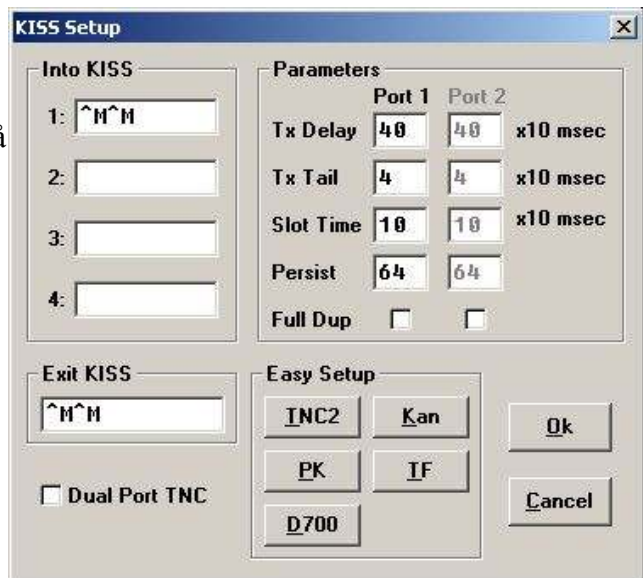 KISS Setup
Into KISS
1: ^M^M
2:
3:
4:
å
Parameters
Port 1 Port 2
Tx Delay 40 40 x10 msec
Tx Tail 4 4 x10 msec
Slot Time 10 10 x10 msec
Persist 64 64
Full Dup
Exit KISS
^M^M
Dual Port TNC
Easy Setup
TNC2 Kan
PK TF
D700
Ok
Cancel